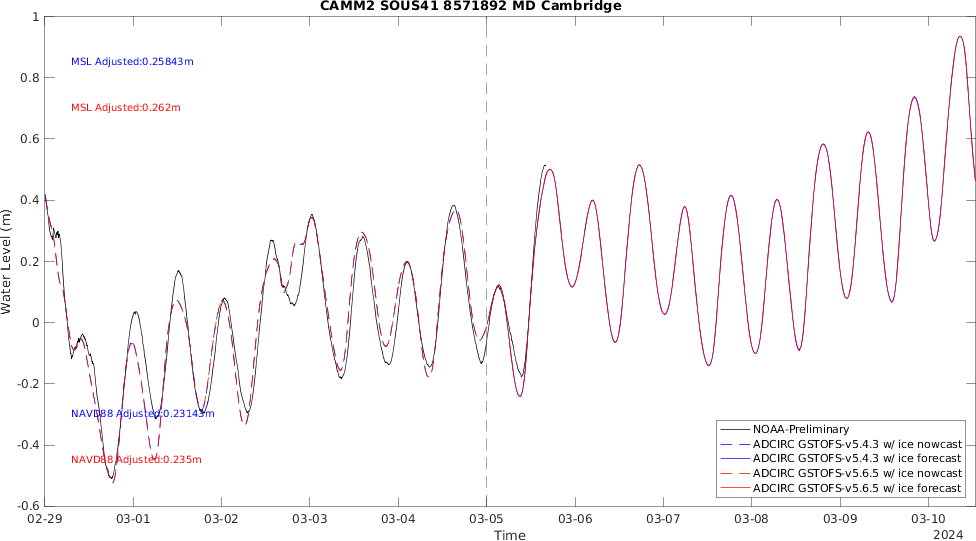 CAMM2 SOUS41 8571892 MD Cambridge
1
MSL Adjusted:0.25843m
0.8
MSL Adjusted:0.262m
0.6
0.4
Water Level (m)
0.2
0
-0.2
NAVD88 Adjusted:0.23143m
-0.4
NAVD88 Adjusted:0.235m
NOAA-Preliminary
ADCIRC GSTOFS-v5.4.3 w/ ice nowcast
ADCIRC GSTOFS-v5.4.3 w/ ice forecast
ADCIRC GSTOFS-v5.6.5 w/ ice nowcast
ADCIRC GSTOFS-v5.6.5 w/ ice forecast
-0.6
02-29 03-01 03-02 03-03 03-04 03-05 03-06 03-07 03-08 03-09 03-10
Time
2024